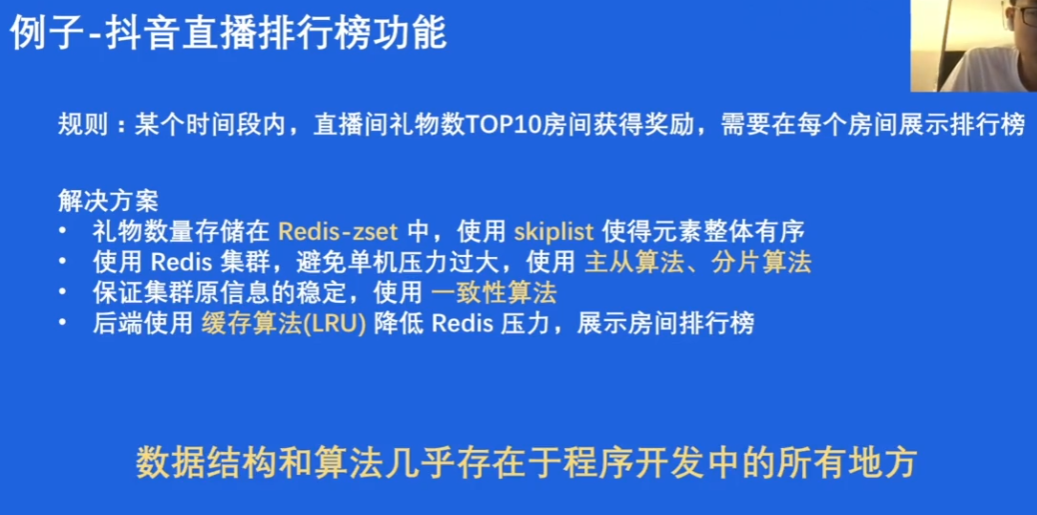 例子-抖音直播排行榜功能
规则：某个时间段内，直播间礼物数TOP10房间获得奖励，需要在每个房间展示排行榜
解决方案
• 礼物数量存储在 Redis-zset 中，使用 skiplist 使得元素整体有序
• 使用 Redis 集群，避免单机压力过大，使用 主从算法、分片算法
• 保证集群原信息的稳定，使用 一致性算法
• 后端使用 缓存算法(LRU) 降低 Redis 压力，展示房间排行榜
数据结构和算法几乎存在于程序开发中的所有地方